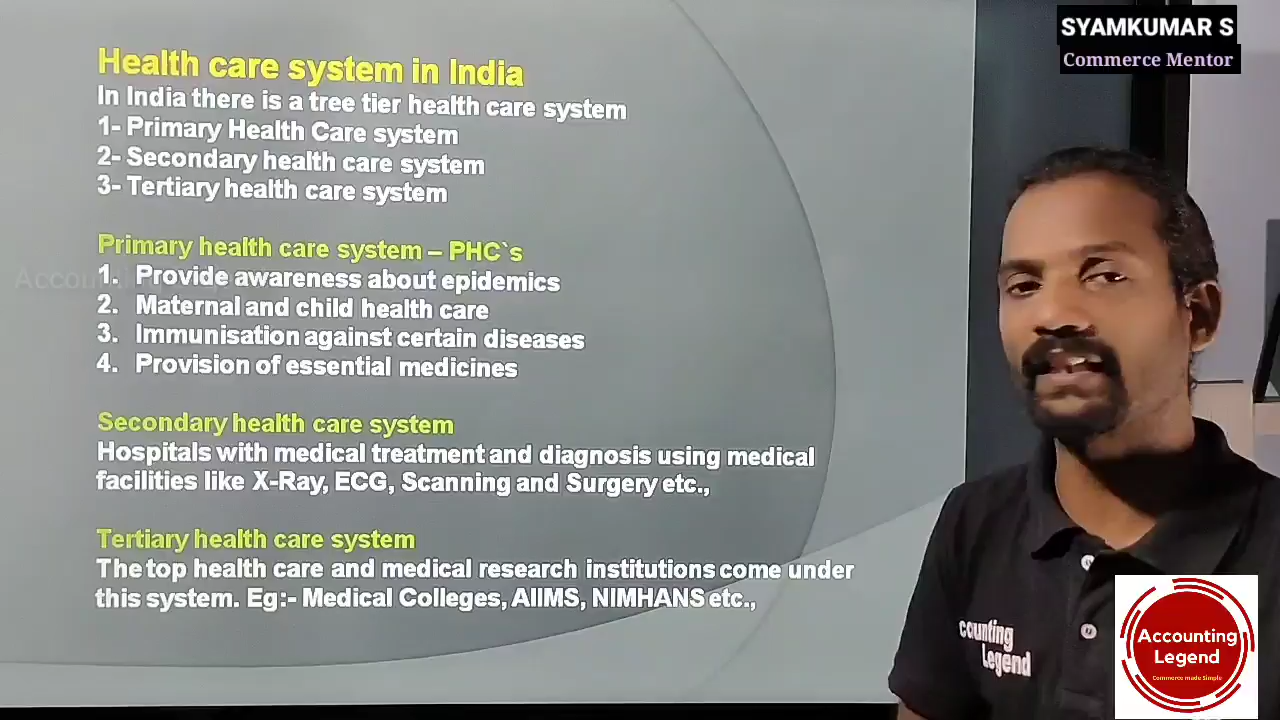 SYAMKUMAR S
Commerce Mentor
Health care system in India
In India there is a tree tier health care system
1- Primary Health Care system
2- Secondary health care system
3- Tertiary health care system
Primary health care system – PHC`s
1. Provide awareness about epidemics
2. Maternal and child health care
3. Immunisation against certain diseases
4. Provision of essential medicines
Secondary health care system
Hospitals with medical treatment and diagnosis using medical
facilities like X-Ray, ECG, Scanning and Surgery etc.,
Tertiary health care system
The top health care and medical research institutions come under
this system. Eg:- Medical Colleges, AIIMS, NIMHANS etc.,
counting
Legend
Accounting
Legend
Commerce made Simple